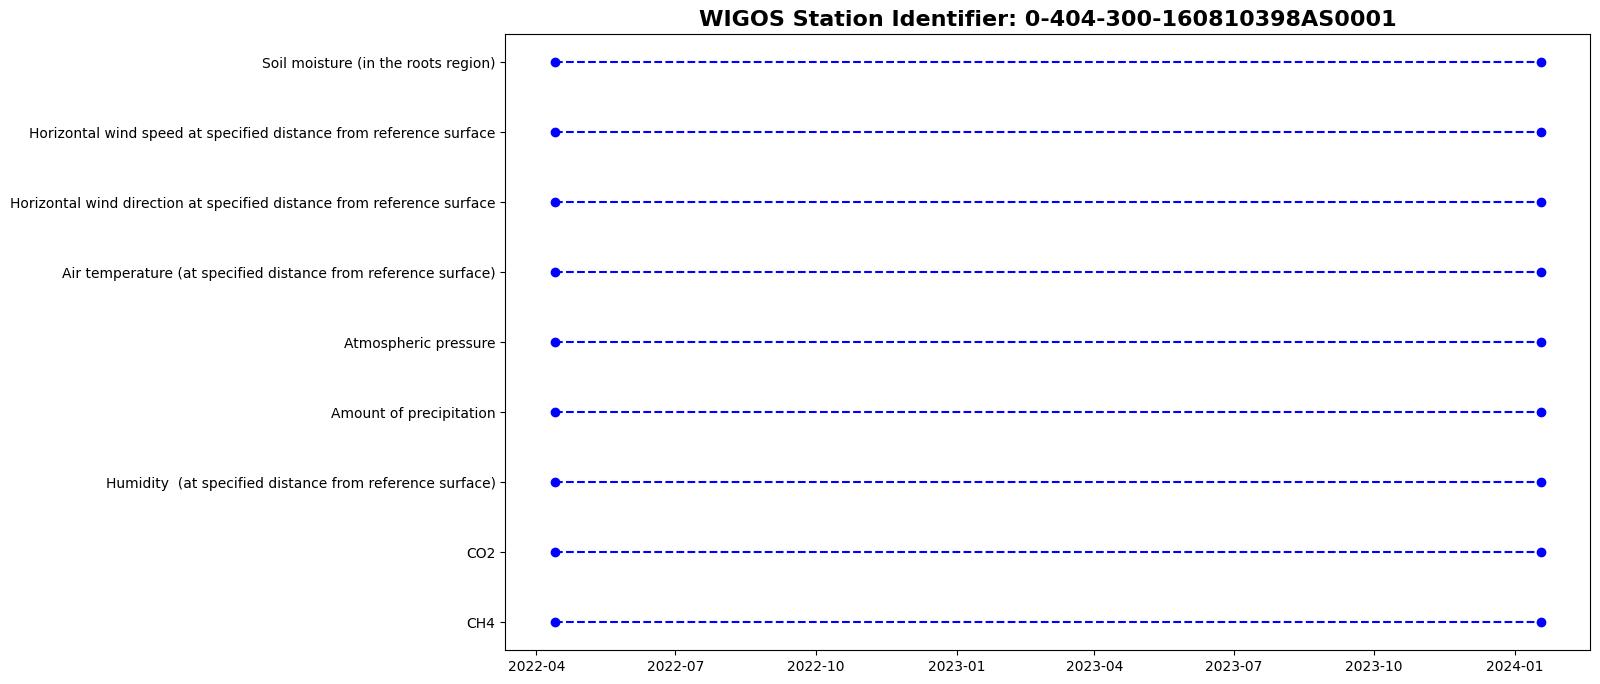 WIGOS Station Identifier: 0-404-300-160810398AS0001
Soil moisture (in the roots region)
Horizontal wind speed at specified distance from reference surface
Horizontal wind direction at specified distance from reference surface
Air temperature (at specified distance from reference surface)
Atmospheric pressure
Amount of precipitation
Humidity  (at specified distance from reference surface)
CO2
CH4
2022-04 2022-07 2022-10 2023-01 2023-04 2023-07 2023-10 2024-01